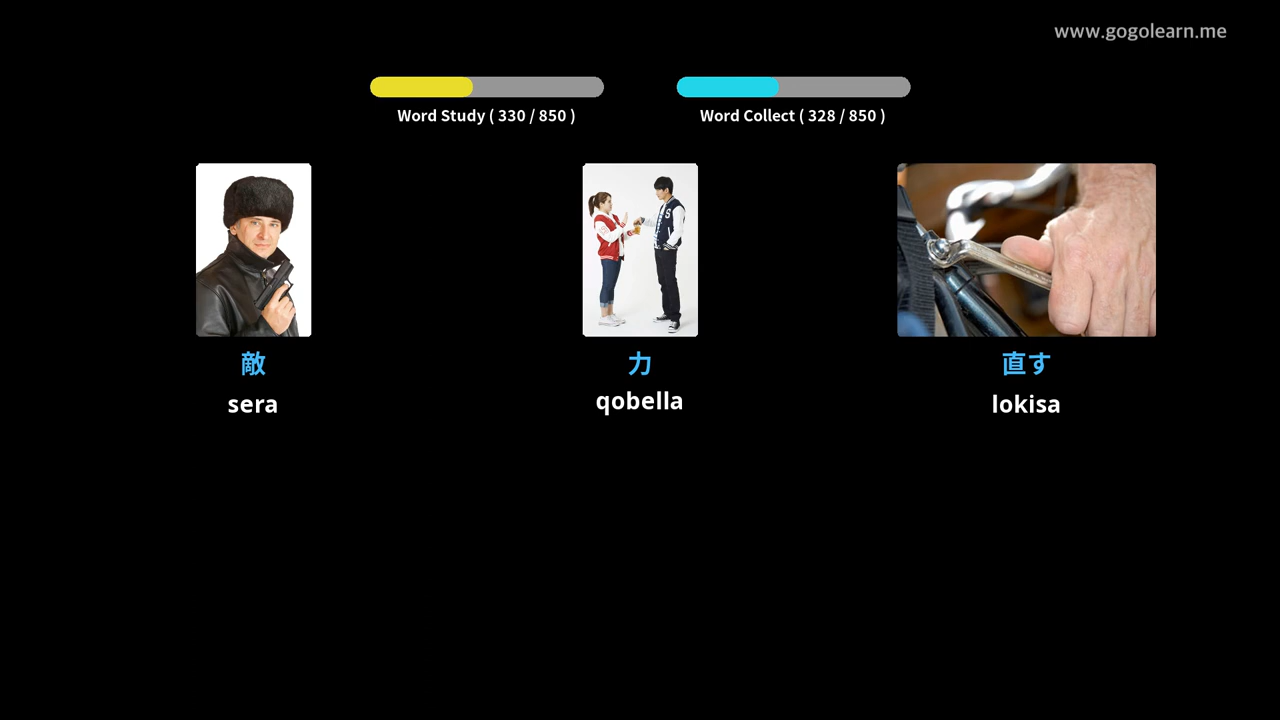 www.gogolearn.me
Word Study ( 330 / 850 )
Word Collect ( 328 / 850 )
敵
力
直す
sera
qobella
lokisa